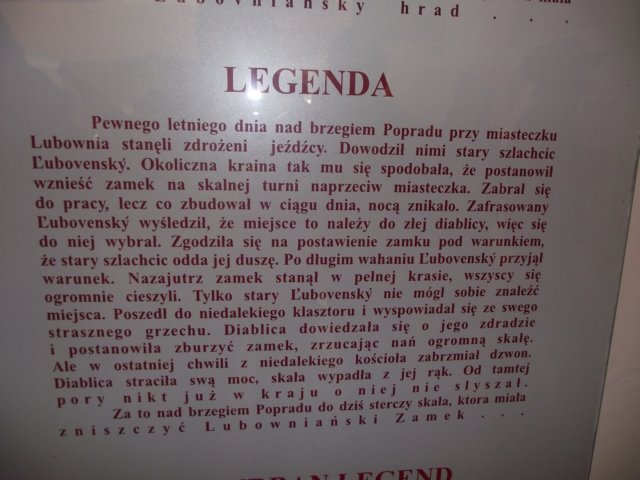 Ľubovniansky hrad . . .
LEGENDA
Pewnego letniego dnia nad brzegiem Popradu przy miasteczku
Lubownia stanęli zdrożeni jeźdźcy. Dowodził nimi stary szlachcic
Ľubovenský. Okoliczna kraina tak mu się spodobała, że postanowił
wznieść zamek na skalnej turni naprzeciw miasteczka. Zabrał się
do pracy, lecz co zbudował w ciągu dnia, nocą znikało. Zafrasowany
Ľubovenský wyśledził, że miejsce to należy do zlej diablicy, więc się
do niej wybrał. Zgodziła się na postawienie zamku pod warunkiem,
że stary szlachcic odda jej duszę. Po długim wahaniu Ľubovenský przyjął
warunek. Nazajutrz zamek stanął w pełnej krasie, wszyscy się
ogromnie cieszyli. Tylko stary Ľubovenský nie mógł sobie znaleźć
miejsca. Poszedł do niedalekiego klasztoru i wyspowiadał się ze swego
strasznego grzechu. Diablica dowiedzała się o jego zdradzie
i postanowiła zburzyć zamek, zrzucając nań ogromną skałę.
Ale w ostatniej chwili z niedalekiego kościoła zabrzmiał dzwon.
Diablica straciła swą moc, skała wypadła z jej rąk. Od tamtej
pory nikt już w kraju o niej nie słyszał.
Za to nad brzegiem Popradu do dziś sterczy skała, ktora miała
zniszczyć Lubowniański Zamek . . .
LEGEND